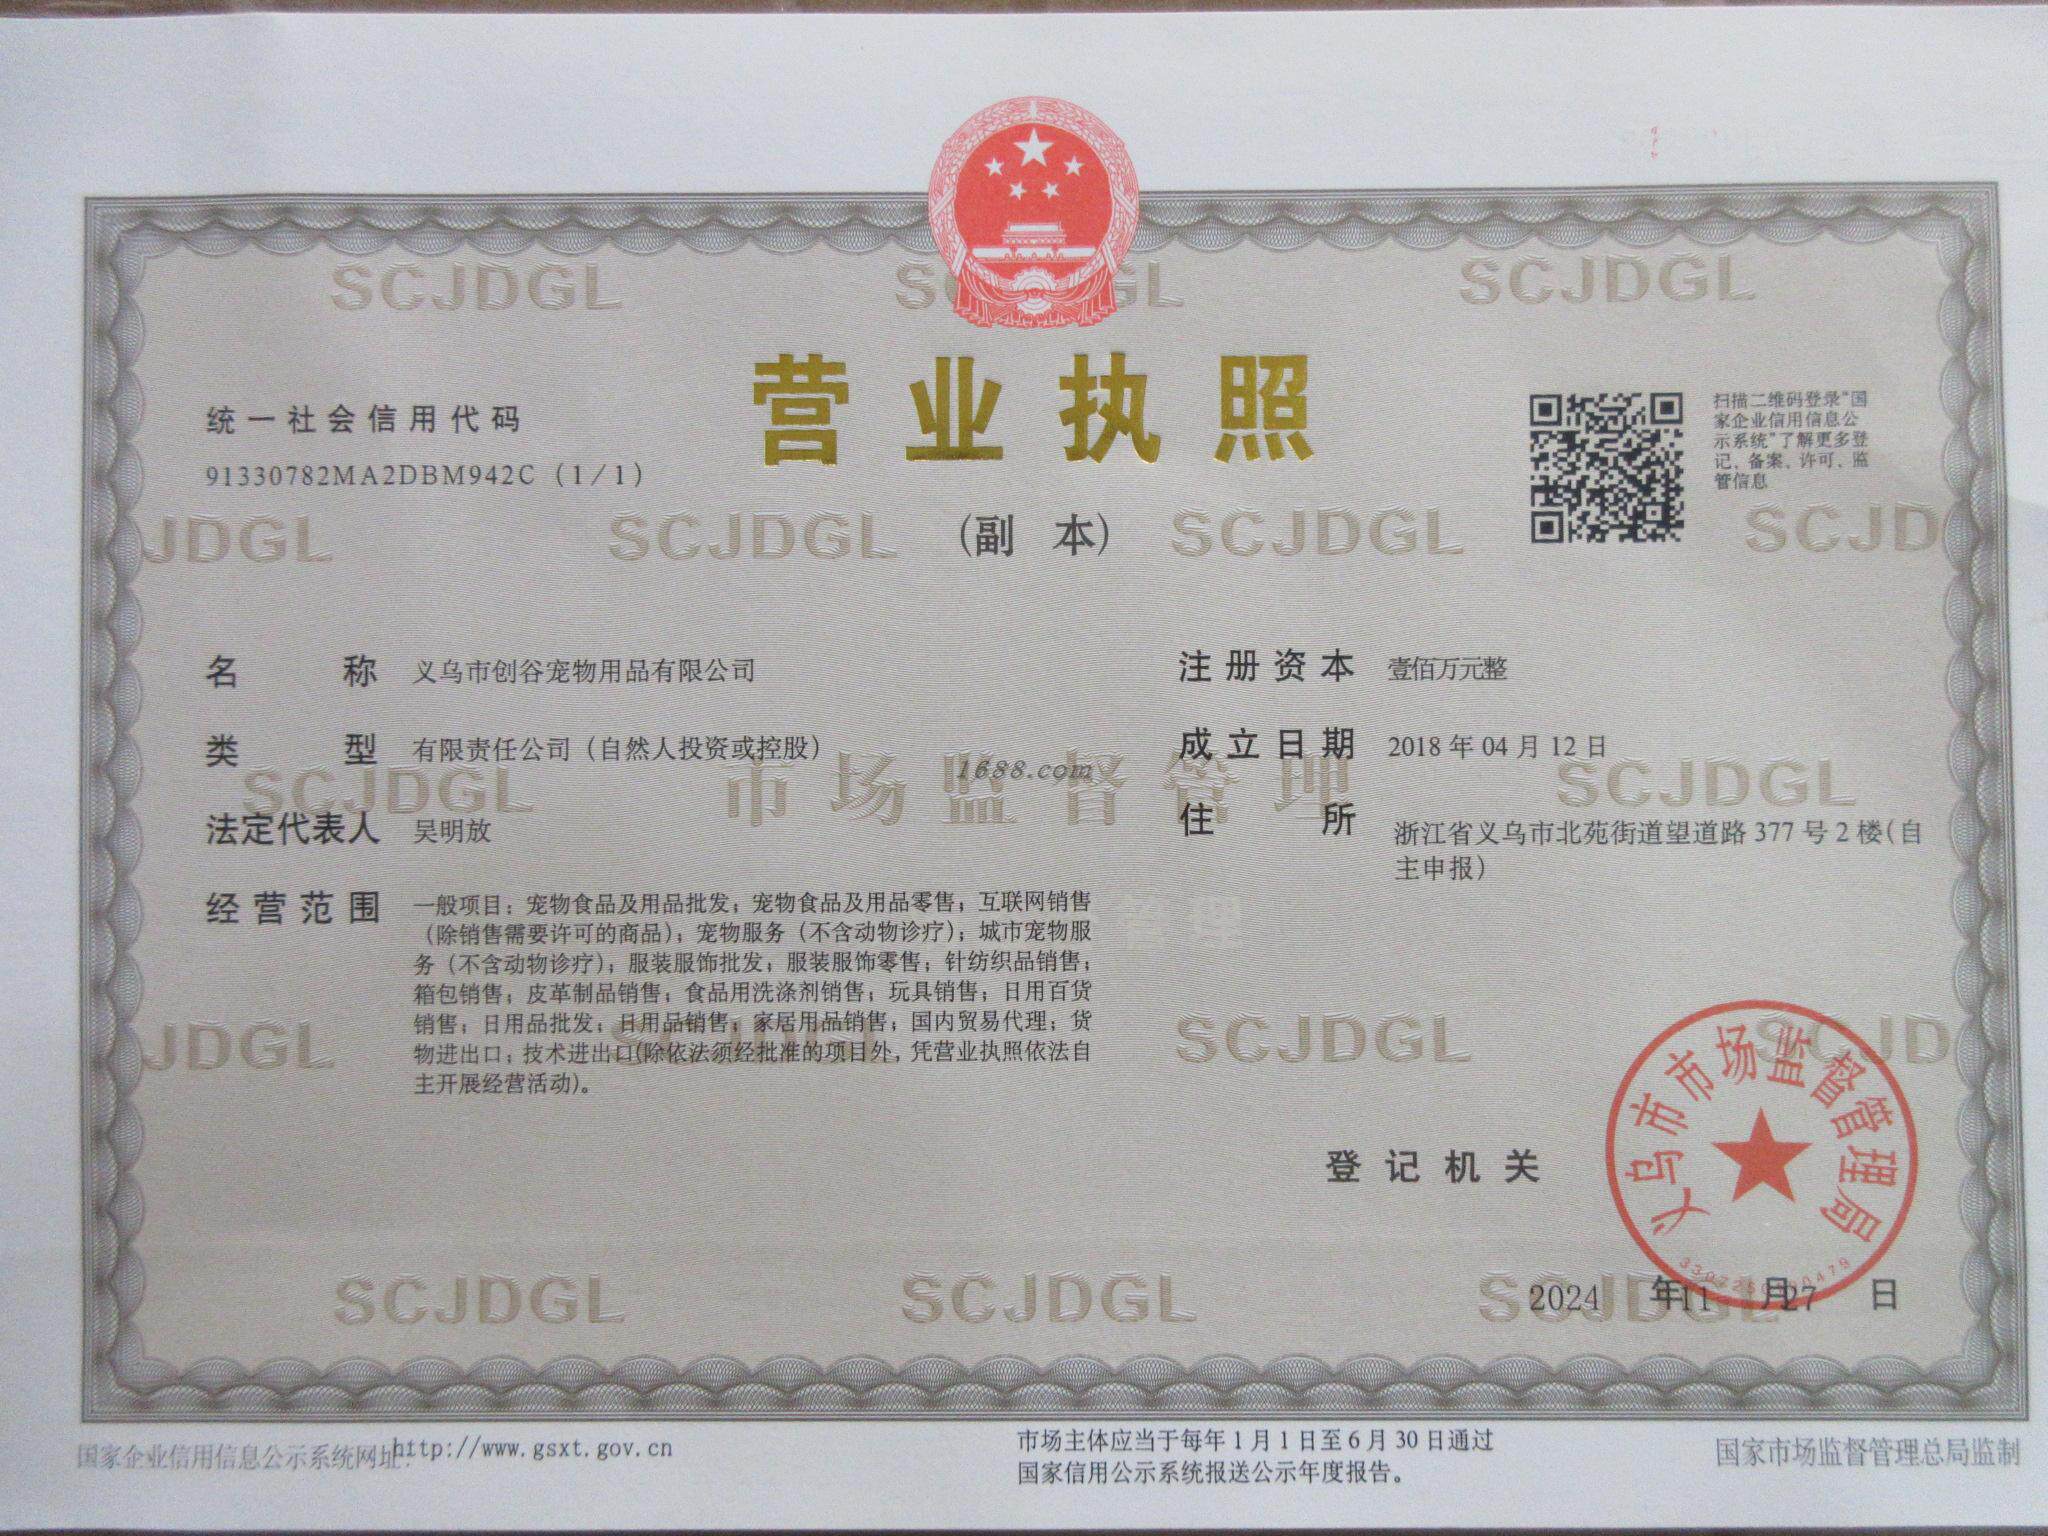 营业执照
(副 本)
统一社会信用代码
91330782MA2DBM942C (1/1)
扫描二维码登录"国
家企业信用信息公
示系统"了解更多登
记、备案、许可、监
管信息
名 称 义乌市创谷宠物用品有限公司
类 型 有限责任公司（自然人投资或控股）
法定代表人 吴明放
经营范围 一般项目：宠物食品及用品批发；宠物食品及用品零售；互联网销售
（除销售需要许可的商品）；宠物服务（不含动物诊疗）；城市宠物服
务（不含动物诊疗）；服装服饰批发；服装服饰零售；针纺织品销售；
箱包销售；皮革制品销售；食品用洗涤剂销售；玩具销售；日用百货
销售；日用品批发；日用品销售；家居用品销售；国内贸易代理；货
物进出口；技术进出口(除依法须经批准的项目外，凭营业执照依法自
主开展经营活动)。
注册资本 壹佰万元整
成立日期 2018年04月12日
住 所 浙江省义乌市北苑街道望道路377号2楼(自
主申报)
1688.com
市场监督管理
SCJDGL
登记机关
义乌市市场监督管理局
2024 年11 月27 日
国家企业信用信息公示系统网址：http://www.gsxt.gov.cn
市场主体应当于每年1月1日至6月30日通过
国家信用公示系统报送公示年度报告。
国家市场监督管理总局监制